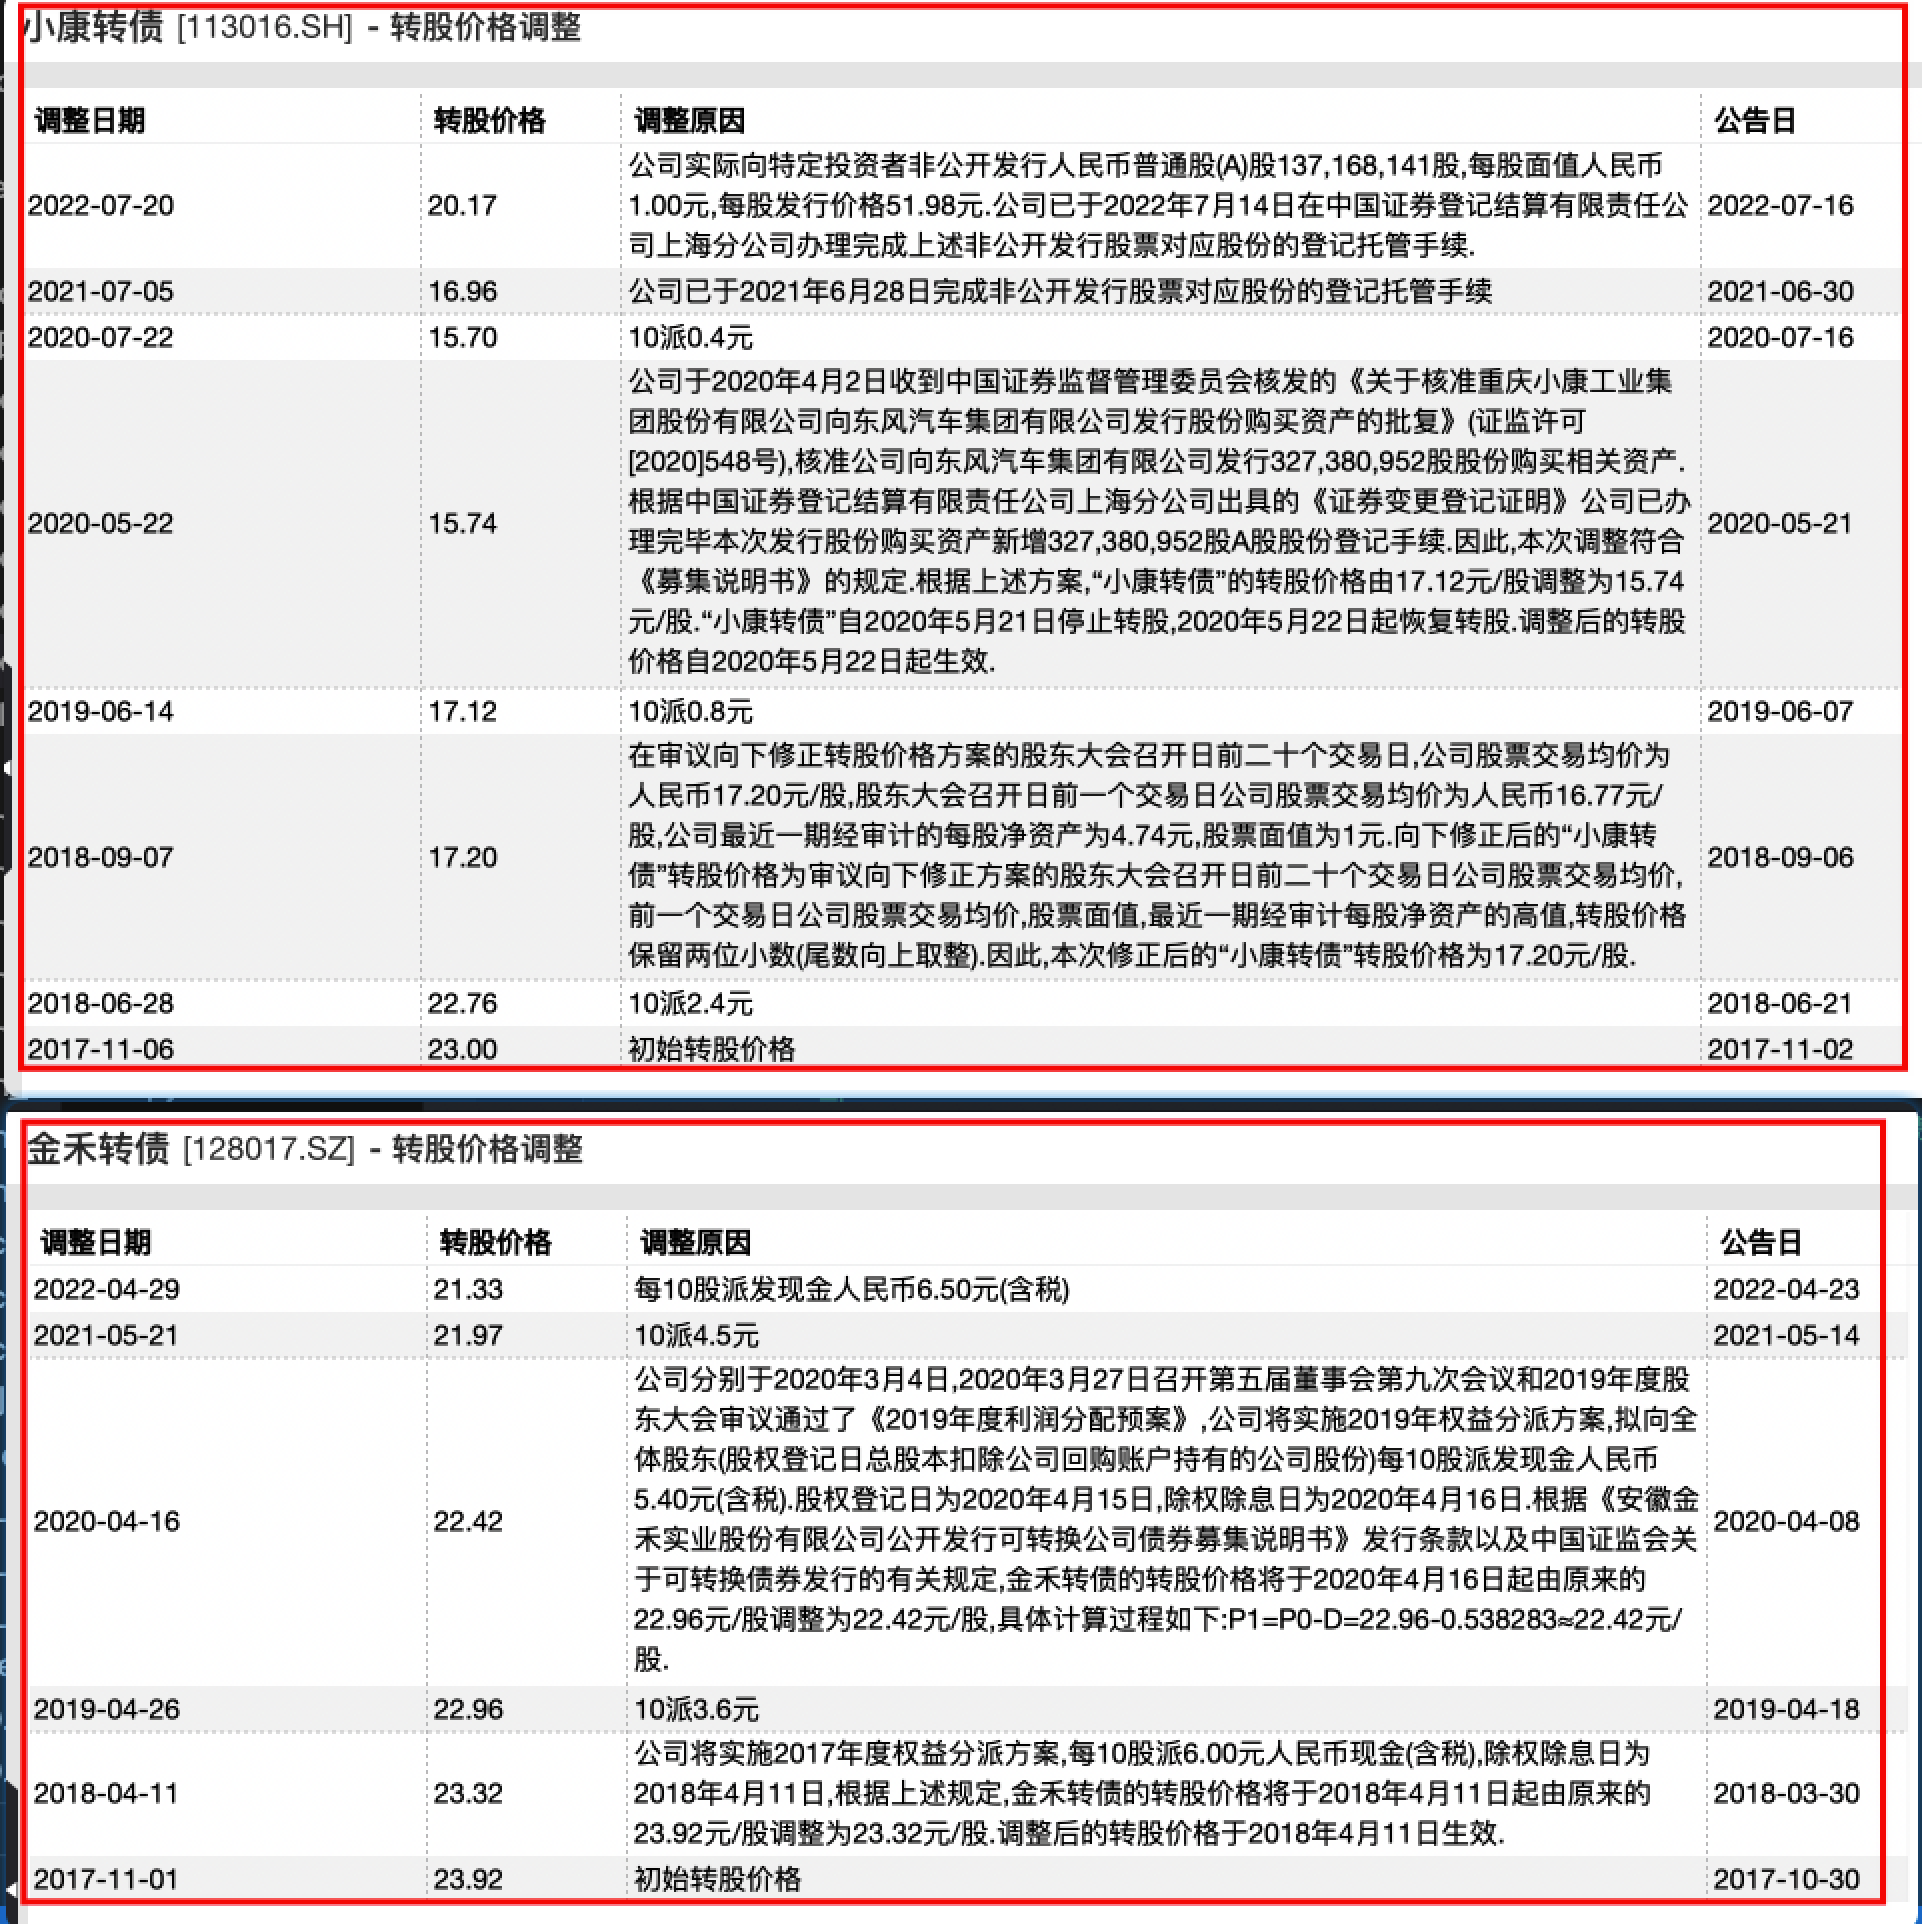 小康转债 [113016.SH] - 转股价格调整
调整日期 转股价格 调整原因 公告日
公司实际向特定投资者非公开发行人民币普通股(A)股137,168,141股,每股面值人民币
2022-07-20 20.17 1.00元,每股发行价格51.98元.公司已于2022年7月14日在中国证券登记结算有限责任公 2022-07-16
司上海分公司办理完成上述非公开发行股票对应股份的登记托管手续.
2021-07-05 16.96 公司已于2021年6月28日完成非公开发行股票对应股份的登记托管手续 2021-06-30
2020-07-22 15.70 10派0.4元 2020-07-16
公司于2020年4月2日收到中国证券监督管理委员会核发的《关于核准重庆小康工业集
团股份有限公司向东风汽车集团有限公司发行股份购买资产的批复》(证监许可
[2020]548号),核准公司向东风汽车集团有限公司发行327,380,952股股份购买相关资产.
根据中国证券登记结算有限责任公司上海分公司出具的《证券变更登记证明》公司已办
2020-05-22 15.74 理完毕本次发行股份购买资产新增327,380,952股A股股份登记手续.因此,本次调整符合 2020-05-21
《募集说明书》的规定.根据上述方案,“小康转债”的转股价格由17.12元/股调整为15.74
元/股.“小康转债”自2020年5月21日停止转股,2020年5月22日起恢复转股.调整后的转股
价格自2020年5月22日起生效.
2019-06-14 17.12 10派0.8元 2019-06-07
在审议向下修正转股价格方案的股东大会召开日前二十个交易日,公司股票交易均价为
人民币17.20元/股,股东大会召开日前一个交易日公司股票交易均价为人民币16.77元/
股,公司最近一期经审计的每股净资产为4.74元,股票面值为1元.向下修正后的“小康转
2018-09-07 17.20 债”转股价格为审议向下修正方案的股东大会召开日前二十个交易日公司股票交易均价, 2018-09-06
前一个交易日公司股票交易均价,股票面值,最近一期经审计每股净资产的高值,转股价格
保留两位小数(尾数向上取整).因此,本次修正后的“小康转债”转股价格为17.20元/股.
2018-06-28 22.76 10派2.4元 2018-06-21
2017-11-06 23.00 初始转股价格 2017-11-02
金禾转债 [128017.SZ] - 转股价格调整
调整日期 转股价格 调整原因 公告日
2022-04-29 21.33 每10股派发现金人民币6.50元(含税) 2022-04-23
2021-05-21 21.97 10派4.5元 2021-05-14
公司分别于2020年3月4日,2020年3月27日召开第五届董事会第九次会议和2019年度股
东大会审议通过了《2019年度利润分配预案》,公司将实施2019年权益分派方案,拟向全
体股东(股权登记日总股本扣除公司回购账户持有的公司股份)每10股派发现金人民币
5.40元(含税).股权登记日为2020年4月15日,除权除息日为2020年4月16日.根据《安徽金
2020-04-16 22.42 禾实业股份有限公司公开发行可转换公司债券募集说明书》发行条款以及中国证监会关 2020-04-08
于可转换债券发行的有关规定,金禾转债的转股价格将于2020年4月16日起由原来的
22.96元/股调整为22.42元/股,具体计算过程如下:P1=P0-D=22.96-0.538283≈22.42元/
股.
2019-04-26 22.96 10派3.6元 2019-04-18
公司将实施2017年度权益分派方案,每10股派6.00元人民币现金(含税),除权除息日为
2018-04-11 23.32 2018年4月11日,根据上述规定,金禾转债的转股价格将于2018年4月11日起由原来的 2018-03-30
23.92元/股调整为23.32元/股.调整后的转股价格于2018年4月11日生效.
2017-11-01 23.92 初始转股价格 2017-10-30